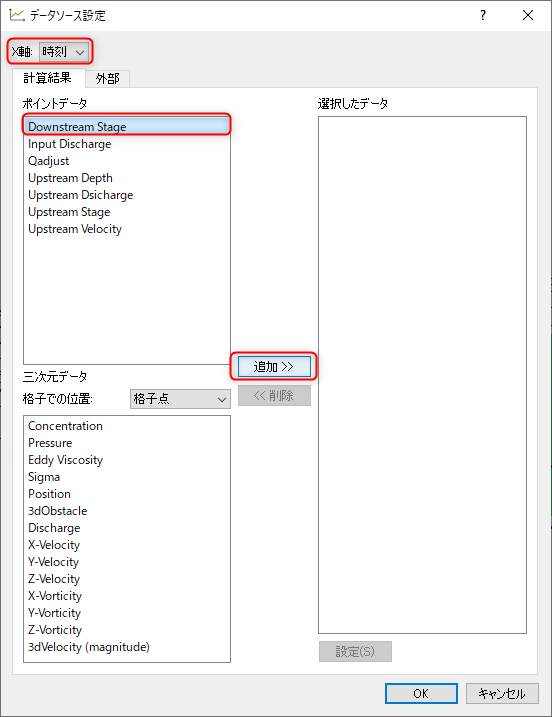 データソース設定
?
X軸: 時刻
計算結果 外部
ポイントデータ
Downstream Stage
Input Discharge
Qadjust
Upstream Depth
Upstream Dsicharge
Upstream Stage
Upstream Velocity
三次元データ
格子での位置: 格子点
Concentration
Pressure
Eddy Viscosity
Sigma
Position
3dObstacle
Discharge
X-Velocity
Y-Velocity
Z-Velocity
X-Vorticity
Y-Vorticity
Z-Vorticity
3dVelocity (magnitude)
追加 >>
<< 削除
選択したデータ
設定(S)
OK キャンセル